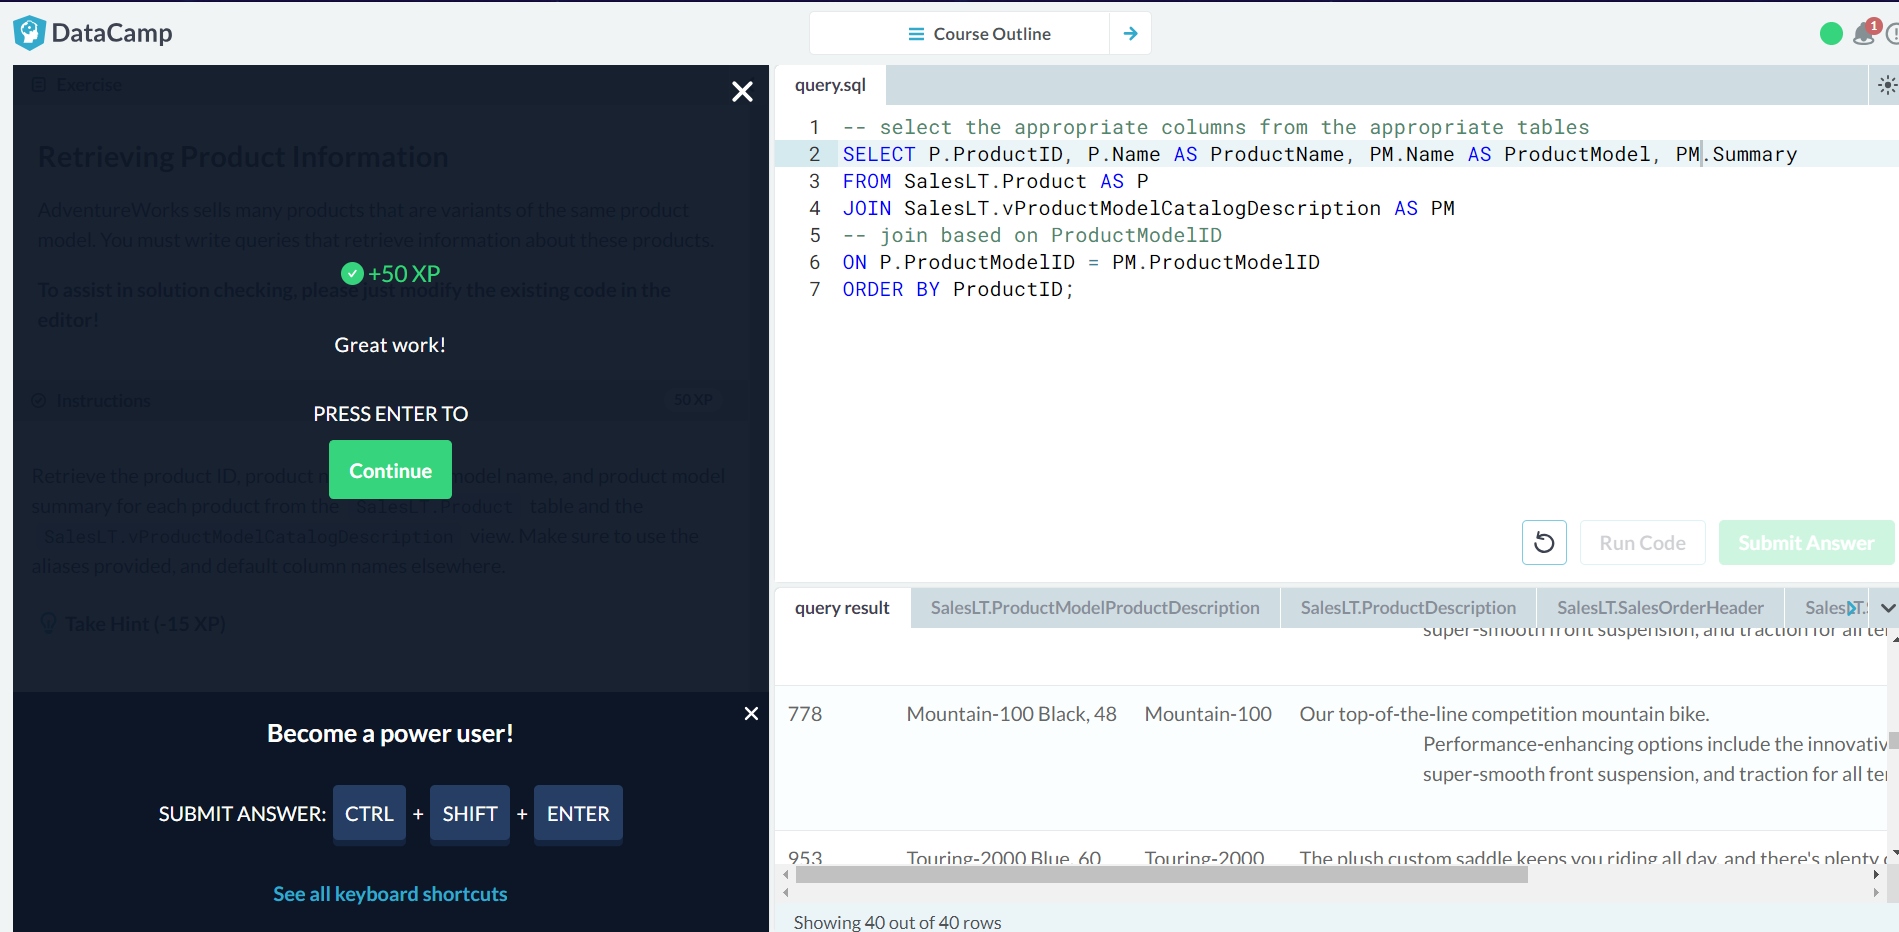 DataCamp
Course Outline
1
Exercise
Retrieving Product Information
AdventureWorks sells many products that are variants of the same product
model. You must write queries that retrieve information about these products.
+50 XP
To assist in solution checking, please just modify the existing code in the
editor!
Great work!
Instructions
50 XP
PRESS ENTER TO
Continue
Retrieve the product ID, product model name, and product model
summary for each product from the SalesLT.Product table and the
SalesLT.vProductModelCatalogDescription view. Make sure to use the
aliases provided, and default column names elsewhere.
Take Hint (-15 XP)
Become a power user!
SUBMIT ANSWER: CTRL + SHIFT + ENTER
See all keyboard shortcuts
query.sql
1 -- select the appropriate columns from the appropriate tables
2 SELECT P.ProductID, P.Name AS ProductName, PM.Name AS ProductModel, PM.Summary
3 FROM SalesLT.Product AS P
4 JOIN SalesLT.vProductModelCatalogDescription AS PM
5 -- join based on ProductModelID
6 ON P.ProductModelID = PM.ProductModelID
7 ORDER BY ProductID;
Run Code
Submit Answer
query result SalesLT.ProductModelProductDescription SalesLT.ProductDescription SalesLT.SalesOrderHeader
super-smooth front suspension, and traction for all
778 Mountain-100 Black, 48 Mountain-100 Our top-of-the-line competition mountain bike.
Performance-enhancing options include the
super-smooth front suspension, and traction for all
953 Touring-2000 Blue, 60 Touring-2000 The plush custom saddle keeps you riding all day, and there's plenty
Showing 40 out of 40 rows